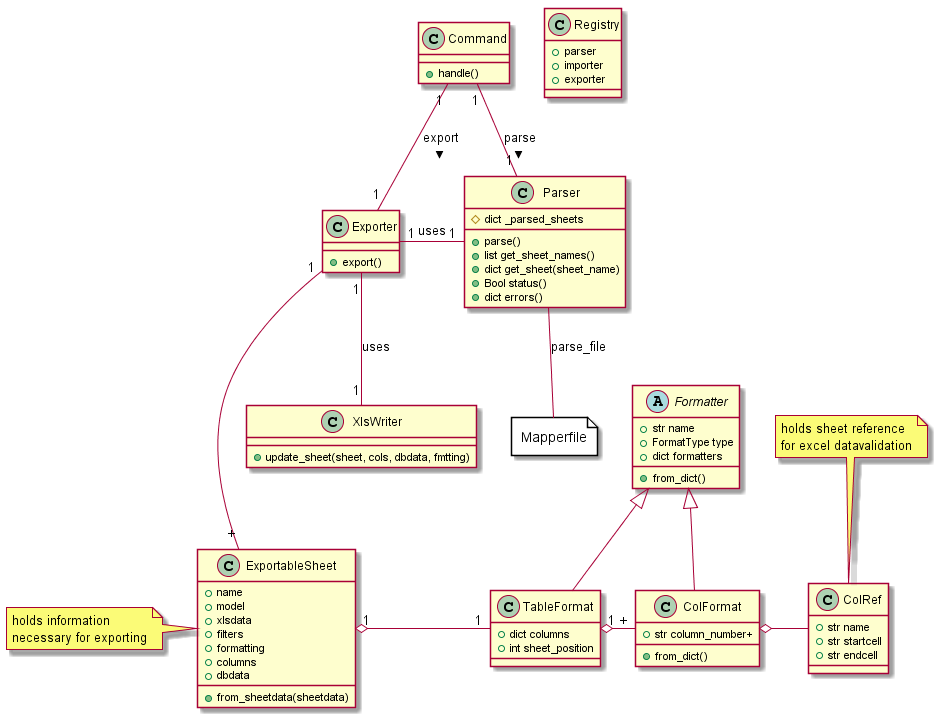 C Command
handle()
C Registry
parser
importer
exporter
1
1
export
▼
parse
▼
1
1
C Parser
dict _parsed_sheets
parse()
list get_sheet_names()
dict get_sheet(sheet_name)
Bool status()
dict errors()
C Exporter
export()
1 uses 1
1
1
uses
1
parse_file
C XlsWriter
update_sheet(sheet, cols, dbdata, fmtting)
Mapperfile
A Formatter
str name
FormatType type
dict formatters
from_dict()
holds sheet reference
for excel datavalidation
+
C ExportableSheet
name
model
xlsdata
filters
formatting
columns
dbdata
from_sheetdata(sheetdata)
holds information
necessary for exporting
1
1
C TableFormat
dict columns
int sheet_position
1 +
C ColFormat
str column_number+
from_dict()
C ColRef
str name
str startcell
str endcell